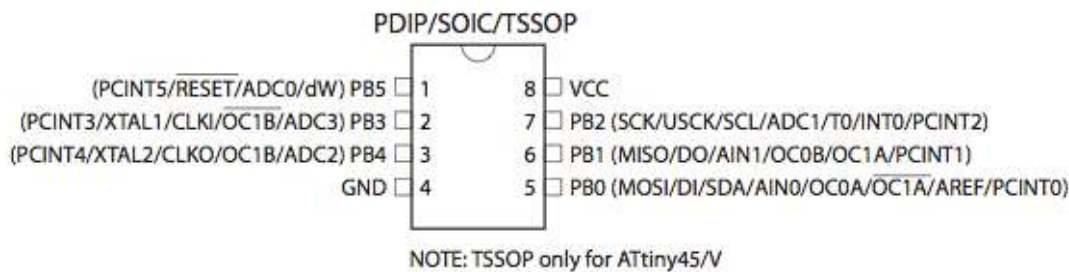 PDIP/SOIC/TSSOP
(PCINT5/RESET/ADC0/dW) PB5 1 8 VCC
(PCINT3/XTAL1/CLKI/OC1B/ADC3) PB3 2 7 PB2 (SCK/USCK/SCL/ADC1/T0/INT0/PCINT2)
(PCINT4/XTAL2/CLKO/OC1B/ADC2) PB4 3 6 PB1 (MISO/DO/AIN1/OC0B/OC1A/PCINT1)
GND 4 5 PB0 (MOSI/DI/SDA/AIN0/OC0A/OC1A/AREF/PCINT0)
NOTE: TSSOP only for ATtiny45/V